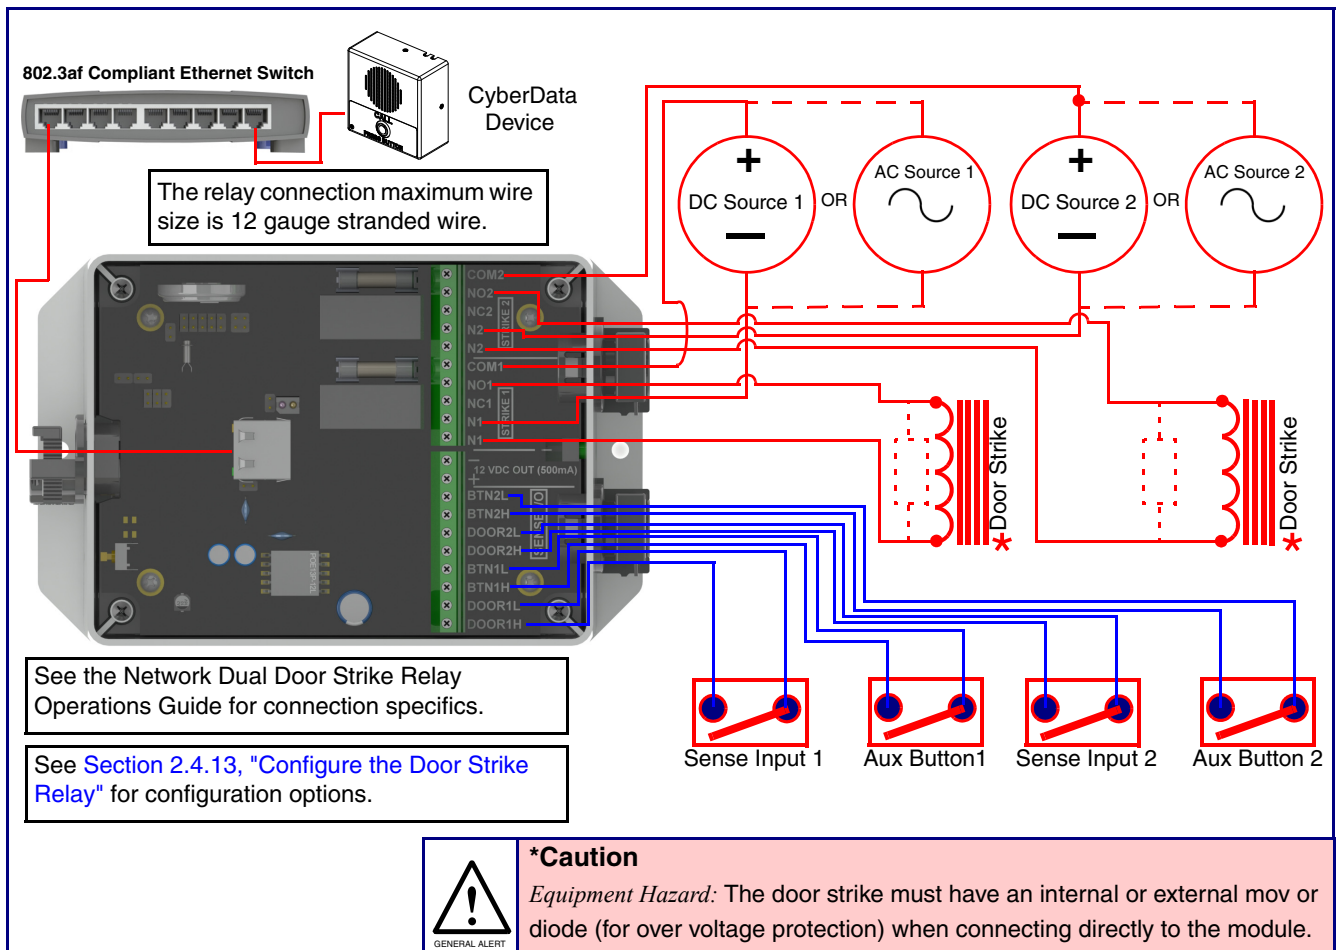 802.3af Compliant Ethernet Switch
CALL
CyberData
Device
The relay connection maximum wire
size is 12 gauge stranded wire.
+
DC Source 1
—
OR
AC Source 1
+
DC Source 2
—
OR
AC Source 2
COM2
NO2
NC2
N2
N2
STRIKE 2
COM1
NO1
NC1
N1
N1
STRIKE 1
−
12 VDC OUT (500mA)
+
BTN2L
BTN2H
DOOR2L
DOOR2H
BTN1L
BTN1H
DOOR1L
DOOR1H
SENSE I/O
*Door Strike
*Door Strike
Sense Input 1
Aux Button1
Sense Input 2
Aux Button 2
See the Network Dual Door Strike Relay
Operations Guide for connection specifics.
See Section 2.4.13, "Configure the Door Strike
Relay" for configuration options.
GENERAL ALERT
*Caution
Equipment Hazard: The door strike must have an internal or external mov or
diode (for over voltage protection) when connecting directly to the module.